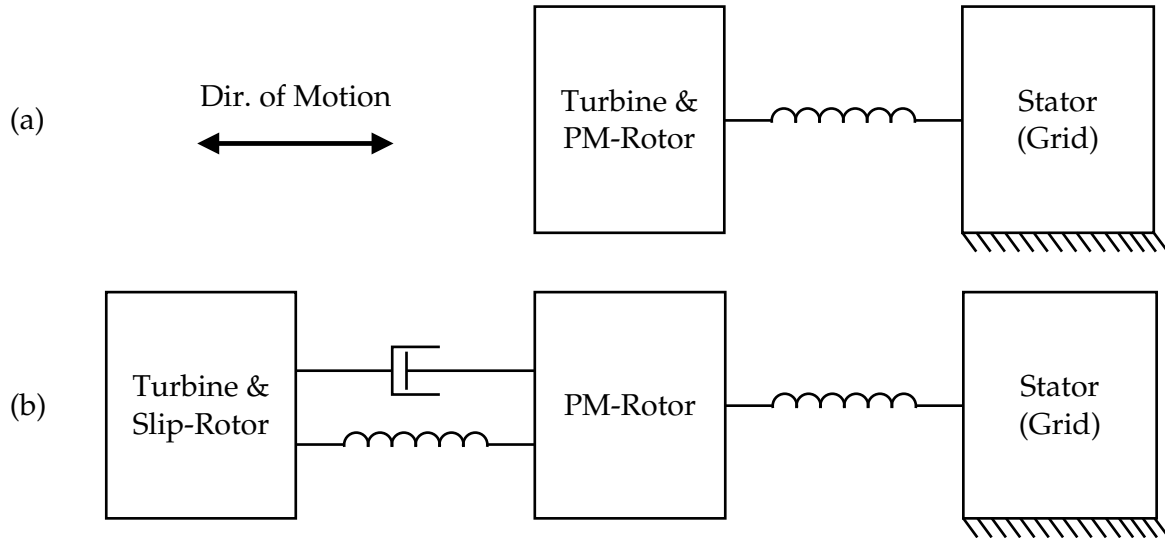 (a)
Dir. of Motion
Turbine &
PM-Rotor
Stator
(Grid)
(b)
Turbine &
Slip-Rotor
PM-Rotor
Stator
(Grid)